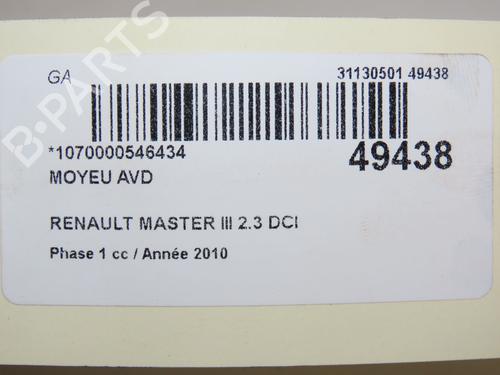 GA
31130501 49438
*1070000546434
49438
MOYEU AVD
RENAULT MASTER III 2.3 DCI
Phase 1 cc / Année 2010
B-PARTS